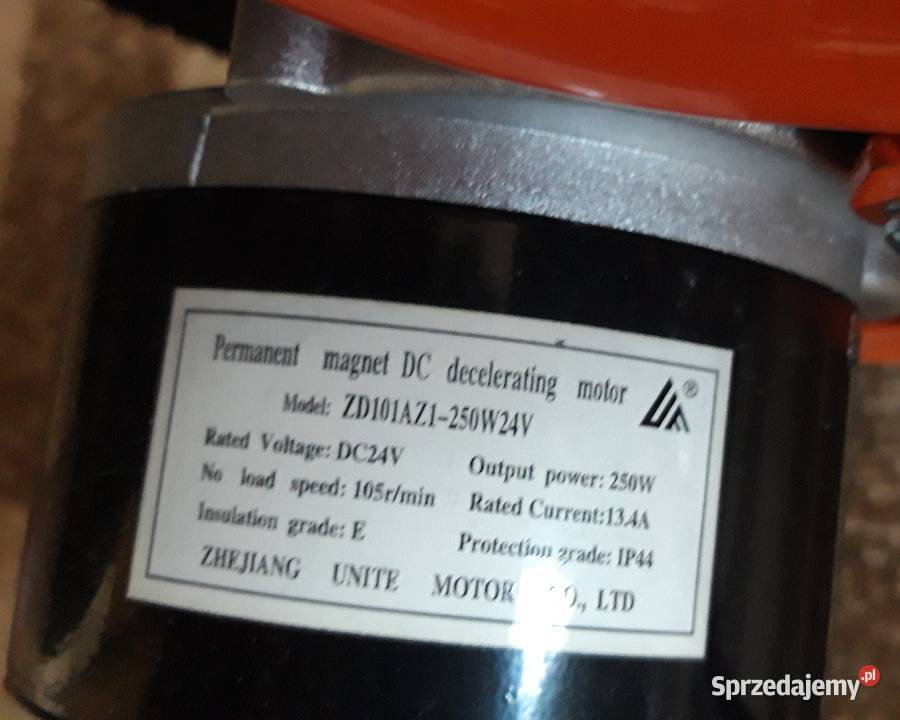 Permanent magnet DC decelerating motor
®
Model: ZD101AZ1-250W24V
Rated Voltage: DC24V
Output power: 250W
No load speed: 105r/min
Rated Current:13.4A
Insulation grade: E
Protection grade: IP44
ZHEJIANG UNITE MOTOR CO., LTD
Sprzedajemy.pl